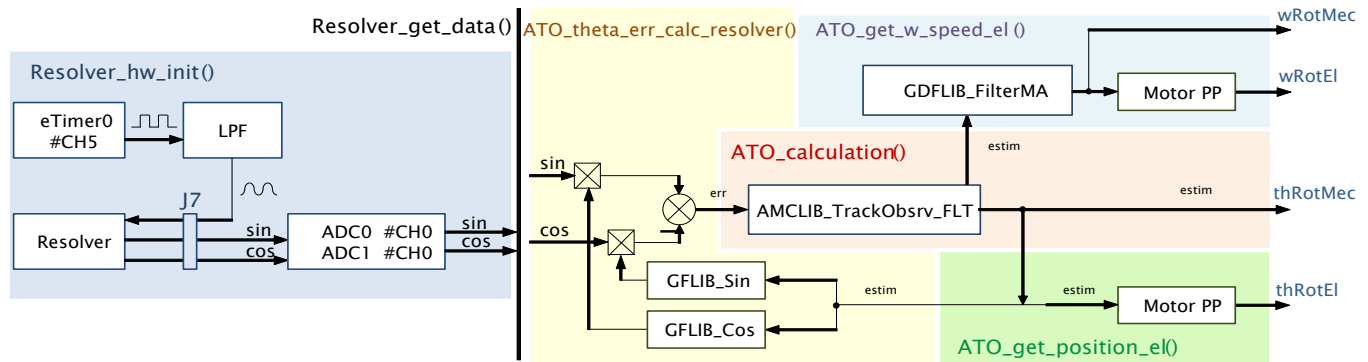 Resolver_get_data()
ATO_theta_err_calc_resolver()
ATO_get_w_speed_el ()
wRotMec
Resolver_hw_init()
eTimer0
#CH5
LPF
GDFLIB_FilterMA
Motor PP
wRotEl
estim
ATO_calculation()
sin
err
AMCLIB_TrackObsrv_FLT
estim
thRotMec
J7
Resolver
sin
cos
ADC0 #CH0
ADC1 #CH0
sin
cos
cos
GFLIB_Sin
estim
estim
Motor PP
thRotEl
GFLIB_Cos
ATO_get_position_el()